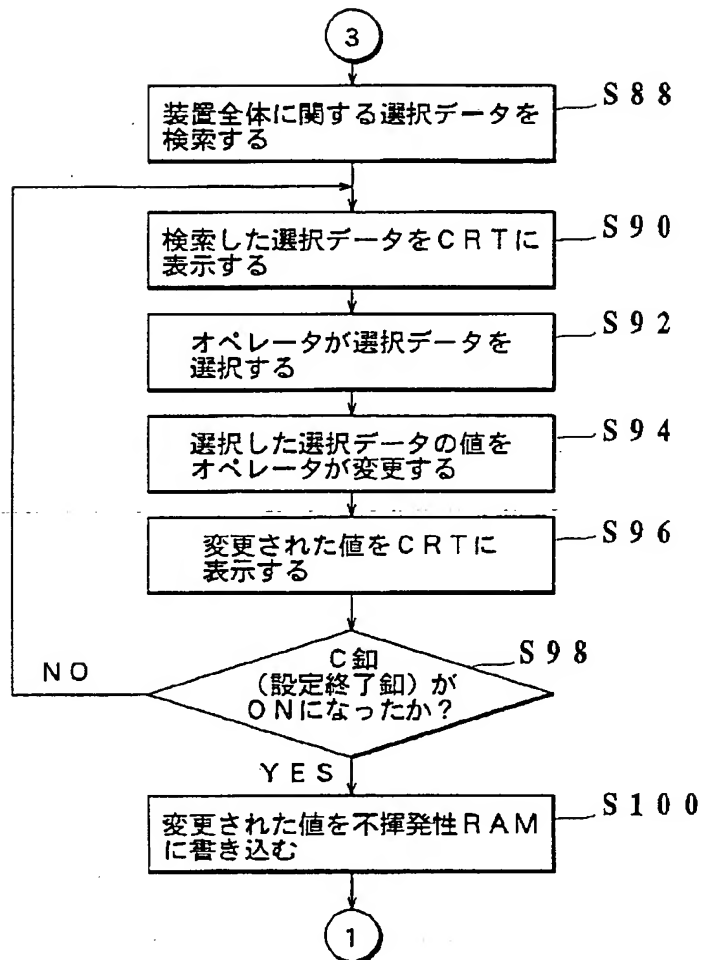 3
装置全体に関する選択データを
検索する
S88
検索した選択データをCRTに
表示する
S90
オペレータが選択データを
選択する
S92
選択した選択データの値を
オペレータが変更する
S94
変更された値をCRTに
表示する
S96
C釦
(設定終了釦)が
ONになったか?
S98
NO
YES
変更された値を不揮発性RAM
に書き込む
S100
1